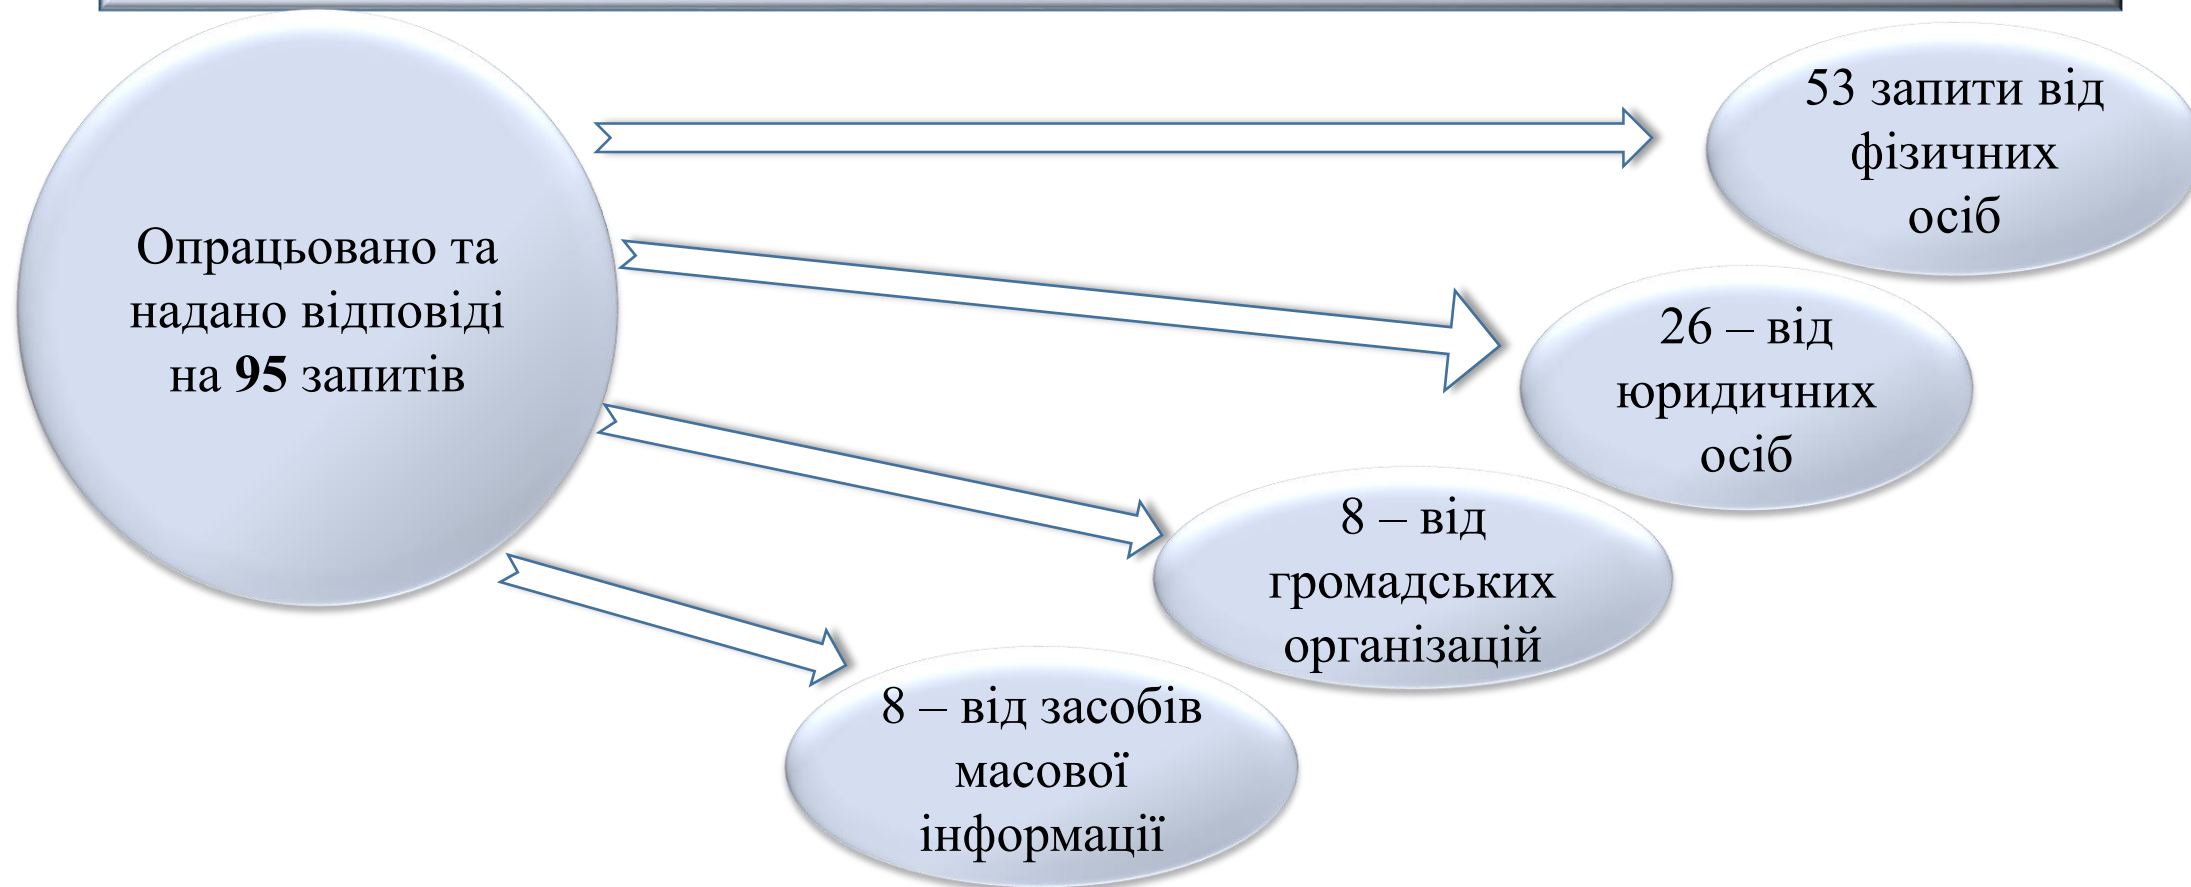 Опрацьовано та
надано відповіді
на 95 запитів
53 запити від
фізичних
осіб
26 – від
юридичних
осіб
8 – від
громадських
організацій
8 – від засобів
масової
інформації